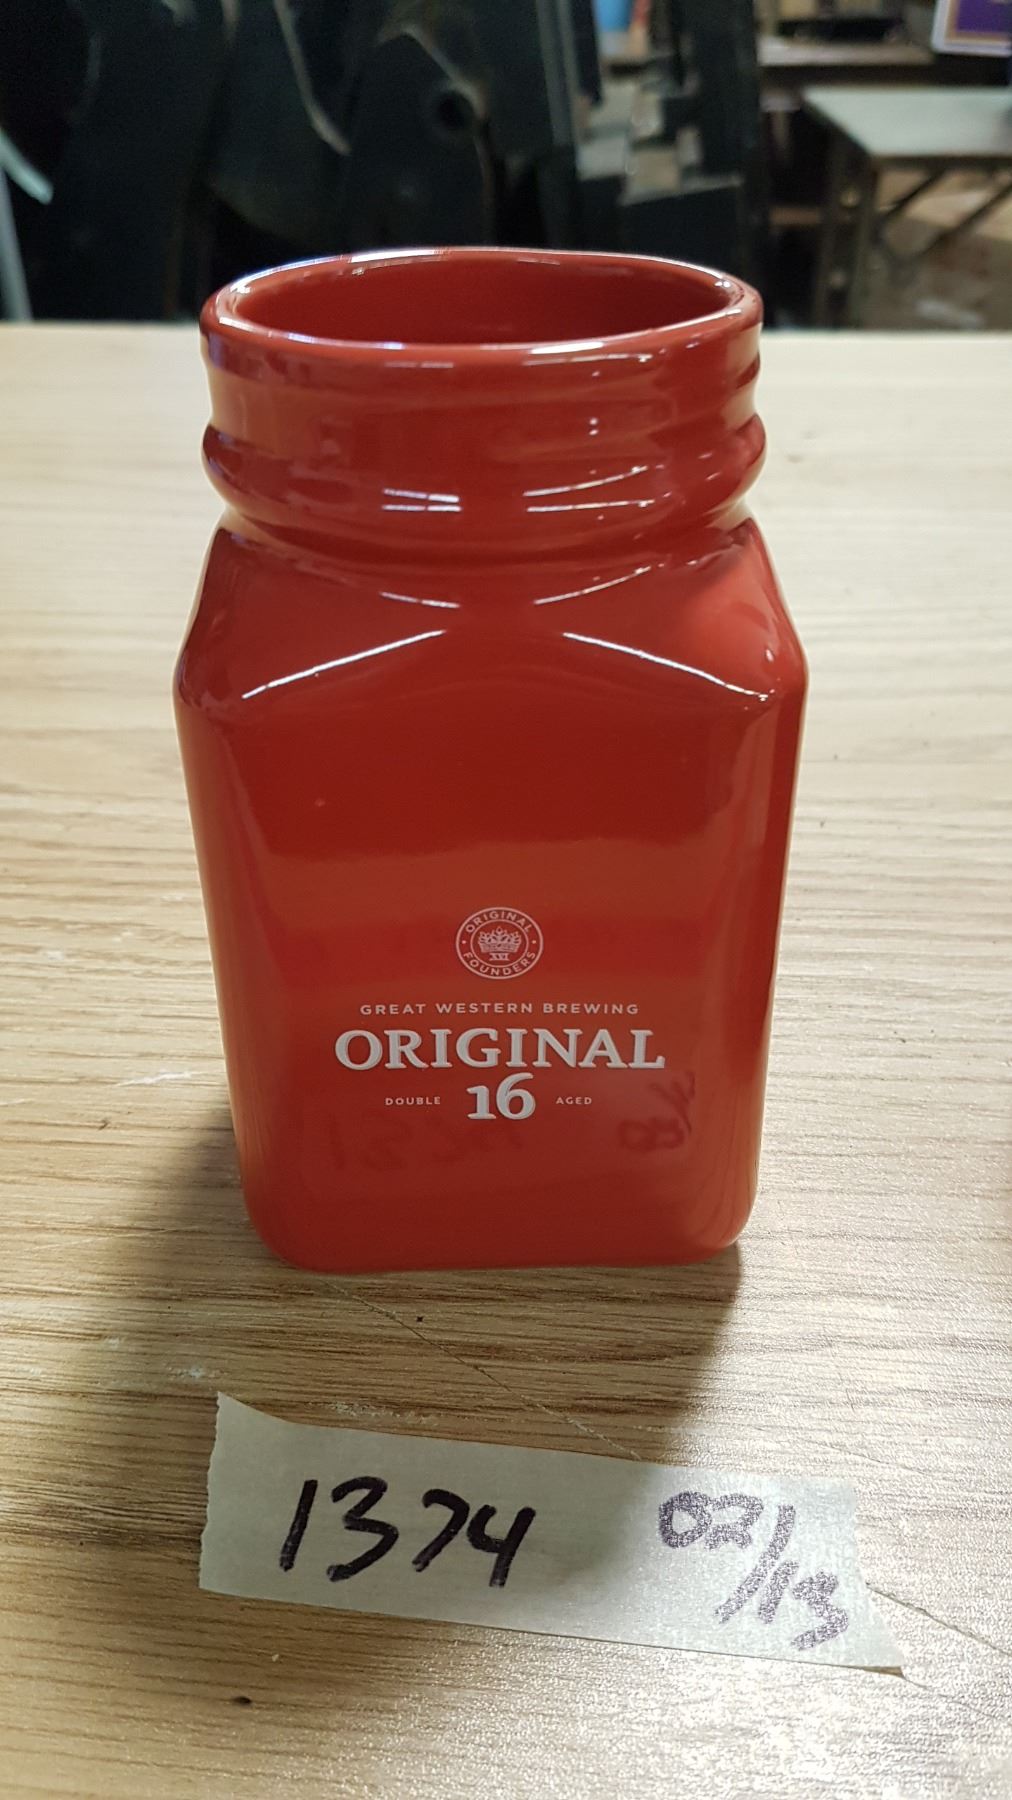 ORIGINAL
XVI
FOUNDERS
GREAT WESTERN BREWING
ORIGINAL
DOUBLE 16 AGED
1374 02/13